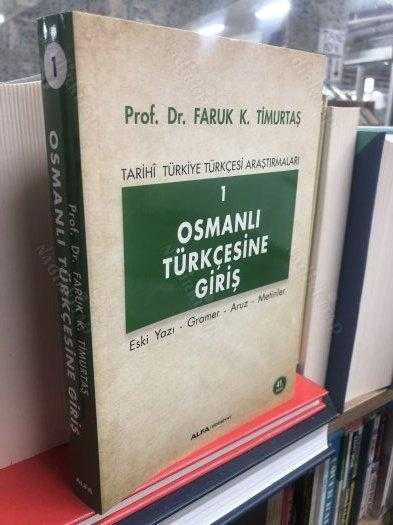 Prof. Dr. FARUK K. TİMURTAŞ
TARİHÎ TÜRKİYE TÜRKÇESİ ARAŞTIRMALARI
1
OSMANLI
TÜRKÇESİNE
GİRİŞ
Eski Yazı · Gramer · Aruz · Metinler
ALFA
1
Prof. Dr. FARUK K. TİMURTAŞ
OSMANLI TÜRKÇESİNE GİRİŞ
ALFA